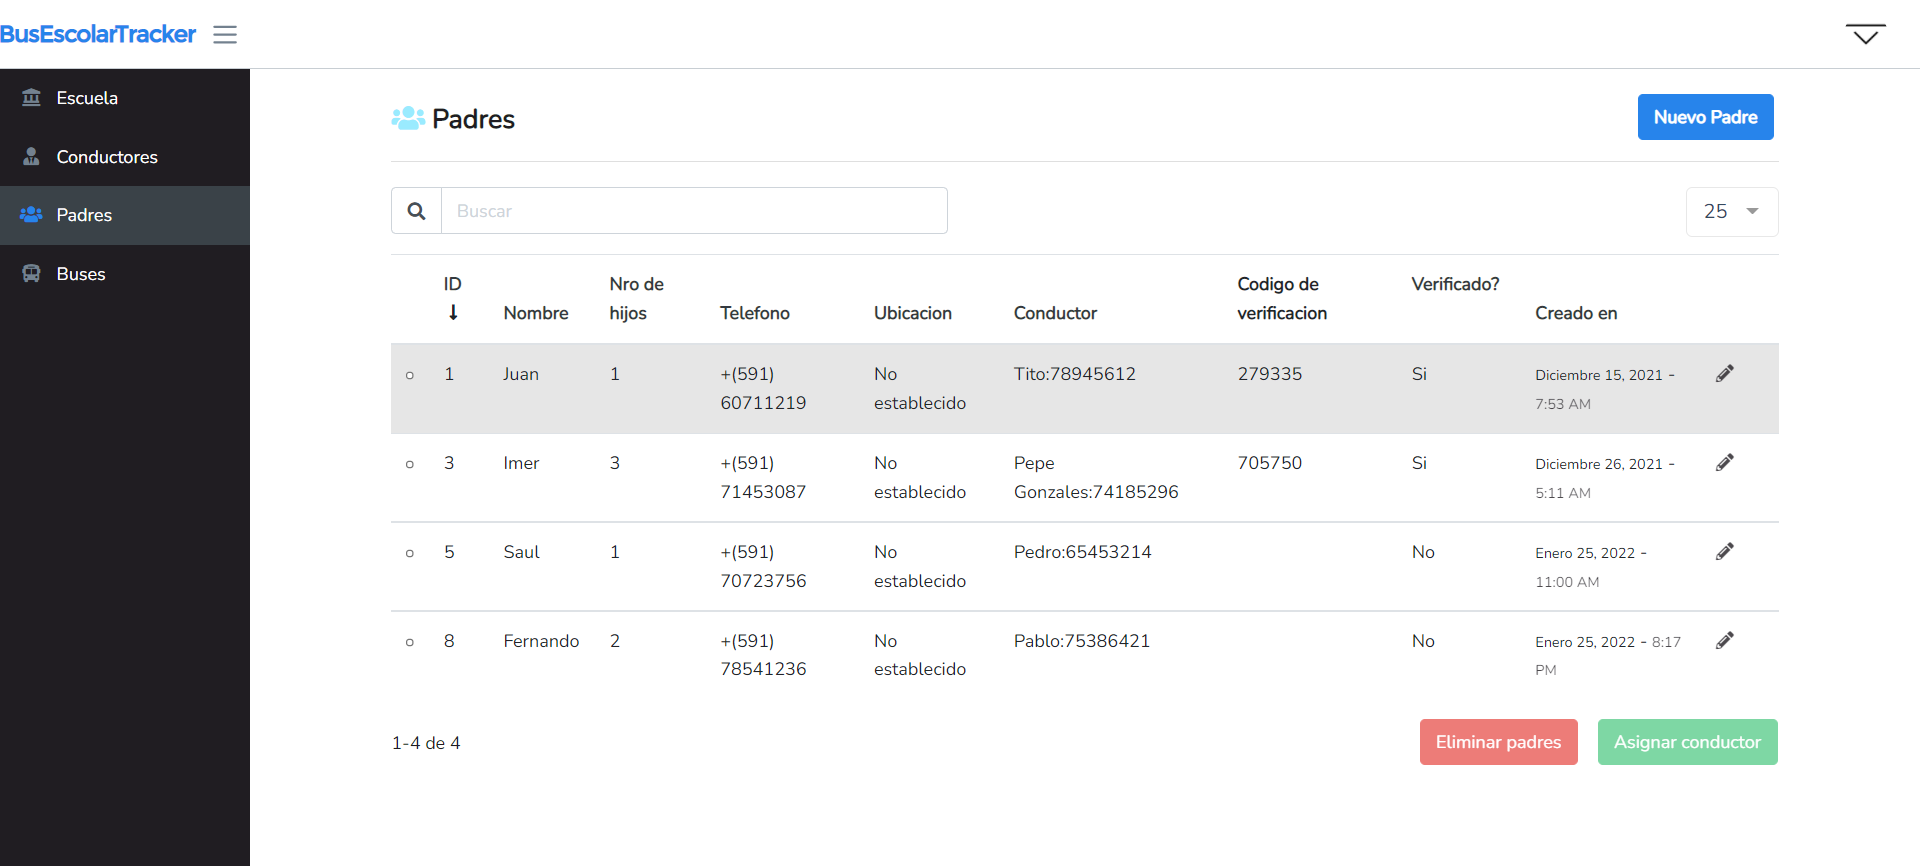 BusEscolarTracker
Escuela
Conductores
Padres
Buses
Padres
Nuevo Padre
Buscar
25
ID
Nombre
Nro de
hijos
Telefono
Ubicacion
Conductor
Codigo de
verificacion
Verificado?
Creado en
1
Juan
1
+(591)
60711219
No
establecido
Tito:78945612
279335
Si
Diciembre 15, 2021 -
7:53 AM
3
Imer
3
+(591)
71453087
No
establecido
Pepe
Gonzales:74185296
705750
Si
Diciembre 26, 2021 -
5:11 AM
5
Saul
1
+(591)
70723756
No
establecido
Pedro:65453214
No
Enero 25, 2022 -
11:00 AM
8
Fernando
2
+(591)
78541236
No
establecido
Pablo:75386421
No
Enero 25, 2022 - 8:17
PM
1-4 de 4
Eliminar padres
Asignar conductor